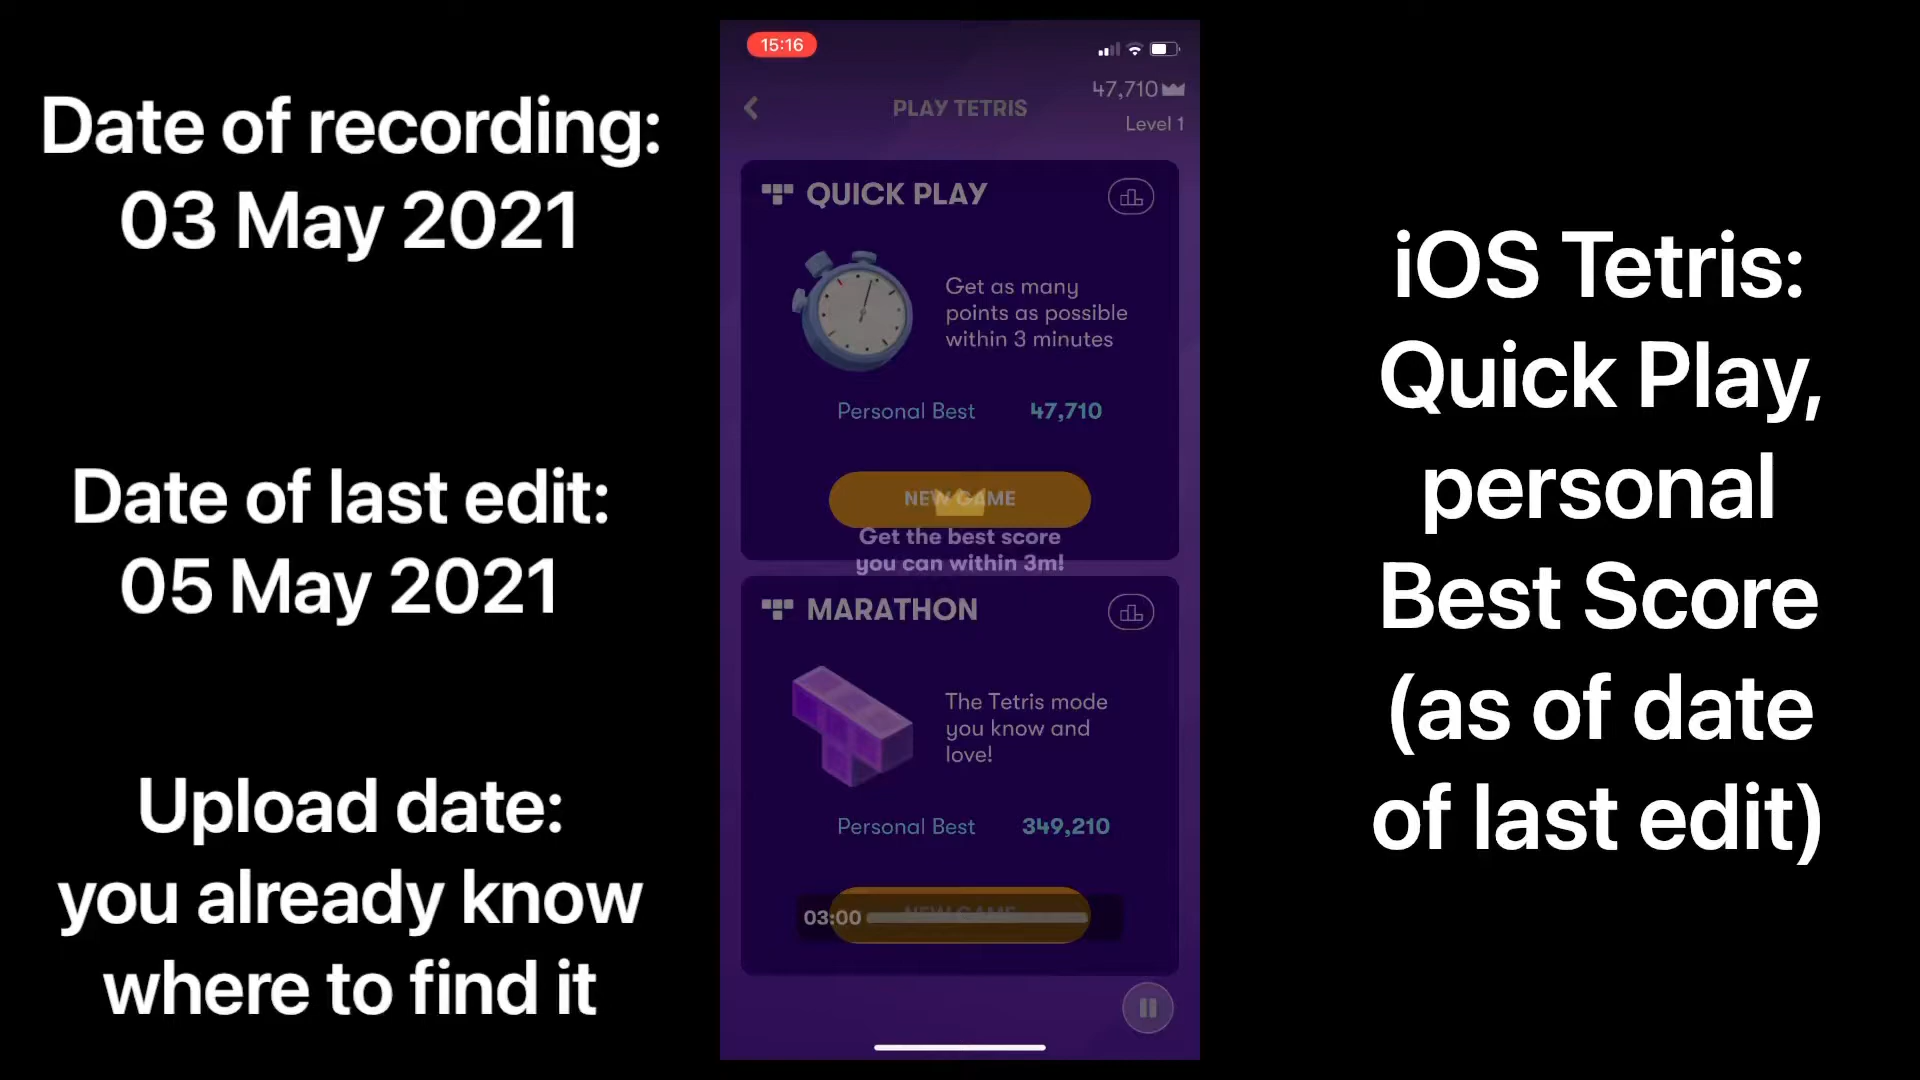 Date of recording:
03 May 2021
Date of last edit:
05 May 2021
Upload date:
you already know
where to find it
15:16
47,710
PLAY TETRIS
Level 1
QUICK PLAY
Get as many
points as possible
within 3 minutes
Personal Best 47,710
NEW GAME
Get the best score
you can within 3m!
MARATHON
The Tetris mode
you know and
love!
Personal Best 349,210
NEW GAME
03:00
iOS Tetris:
Quick Play,
personal
Best Score
(as of date
of last edit)